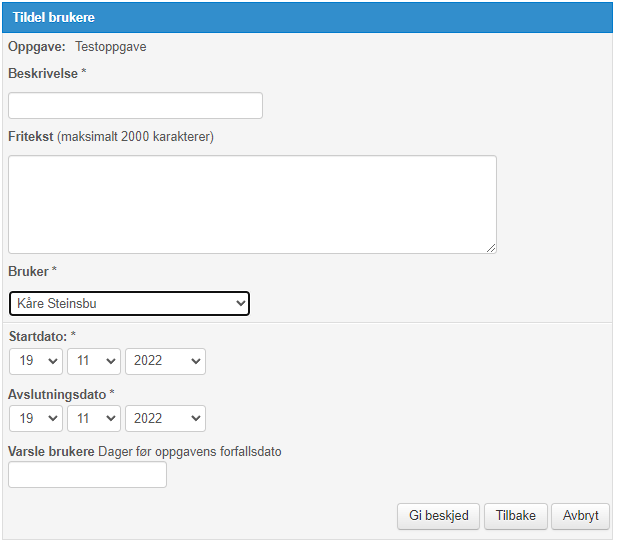 Tildel brukere
Oppgave: Testoppgave
Beskrivelse *
Fritekst (maksimalt 2000 karakterer)
Bruker *
Kåre Steinsbu
Startdato: *
19 11 2022
Avslutningsdato *
19 11 2022
Varsle brukere Dager før oppgavens forfallsdato
Gi beskjed Tilbake Avbryt